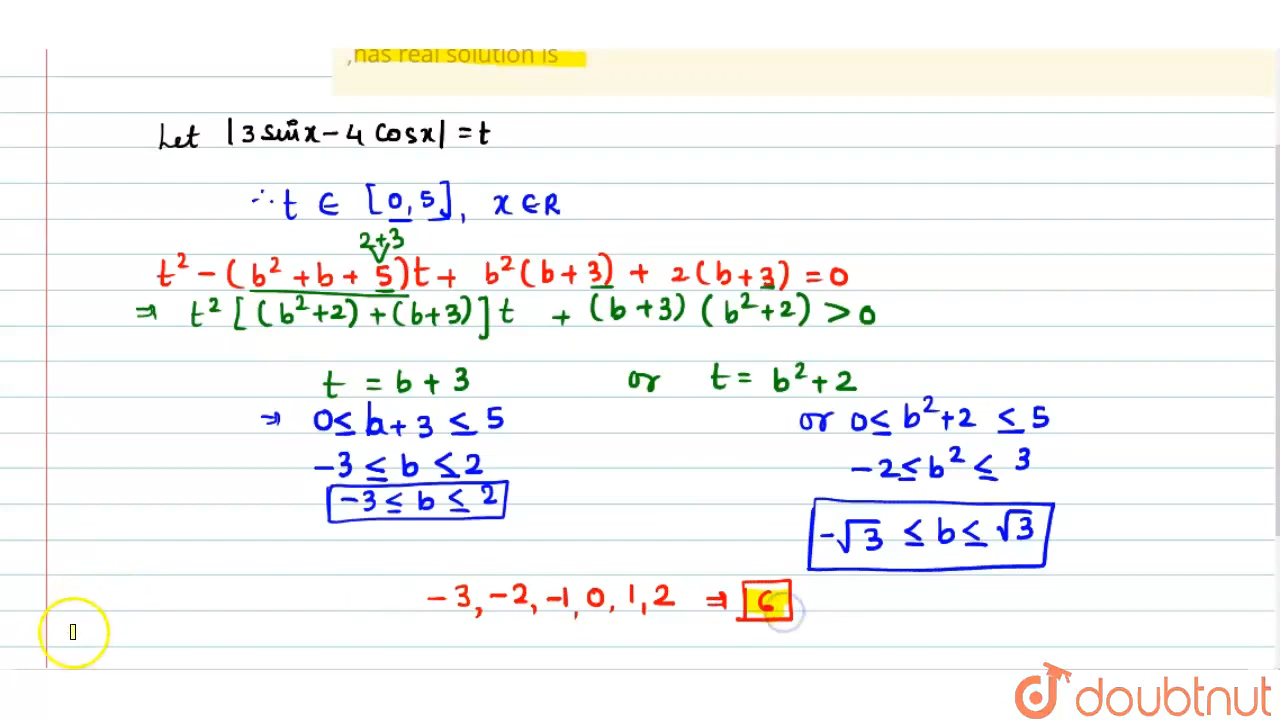 ,has real solution is
Let |3 sin x - 4 cos x| = t
∴ t ∈ [0, 5], x ∈ R
2+3
t² - (b² + b + 5)t + b²(b + 3) + 2(b + 3) = 0
⇒ t² [(b²+2) + (b+3)] t + (b + 3) (b² + 2) > 0
t = b + 3 or t = b² + 2
⇒ 0 ≤ b + 3 ≤ 5 or 0 ≤ b² + 2 ≤ 5
-3 ≤ b ≤ 2 -2 ≤ b² ≤ 3
-3 ≤ b ≤ 2
-√3 ≤ b ≤ √3
-3, -2, -1, 0, 1, 2 ⇒ 6
doubtnut